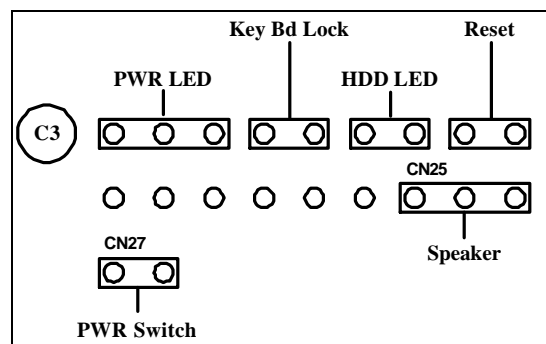 Key Bd Lock
Reset
PWR LED
HDD LED
C3
CN25
CN27
Speaker
PWR Switch